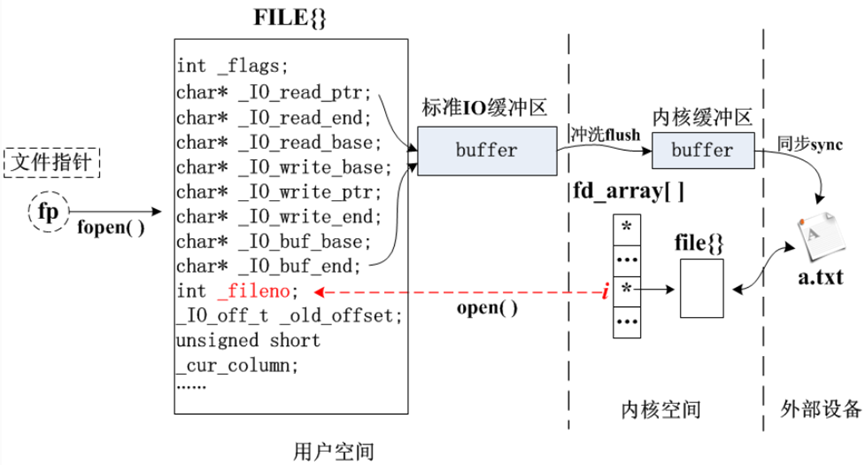 FILE{}
int _flags;
char* _IO_read_ptr;
char* _IO_read_end;
char* _IO_read_base;
char* _IO_write_base;
char* _IO_write_ptr;
char* _IO_write_end;
char* _IO_buf_base;
char* _IO_buf_end;
int _fileno;
_IO_off_t _old_offset;
unsigned short
_cur_column;
……
文件指针
fp
fopen( )
标准IO缓冲区
buffer
冲洗flush
内核缓冲区
buffer
同步sync
fd_array[ ]
*
…
i
*
…
file{}
a.txt
A
open( )
用户空间
内核空间
外部设备